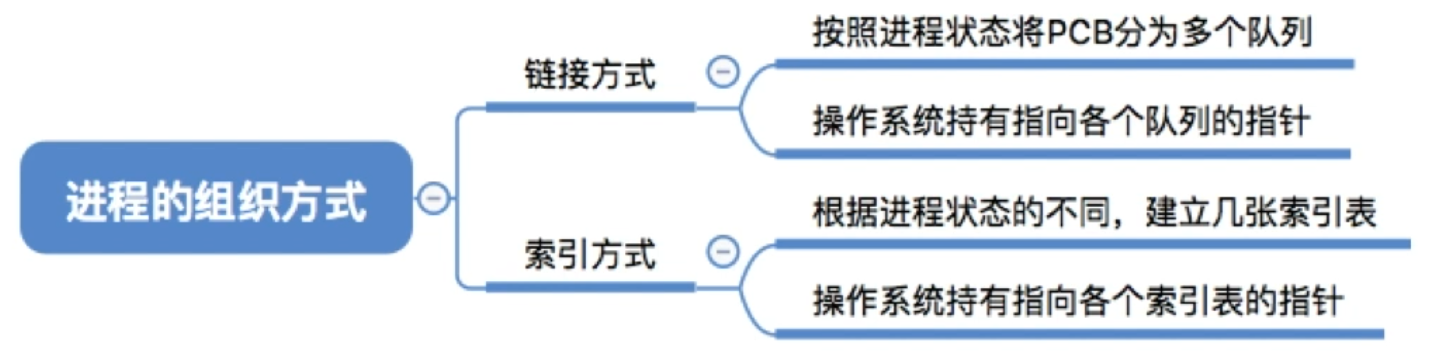 进程的组织方式
链接方式
按照进程状态将PCB分为多个队列
操作系统持有指向各个队列的指针
索引方式
根据进程状态的不同，建立几张索引表
操作系统持有指向各个索引表的指针